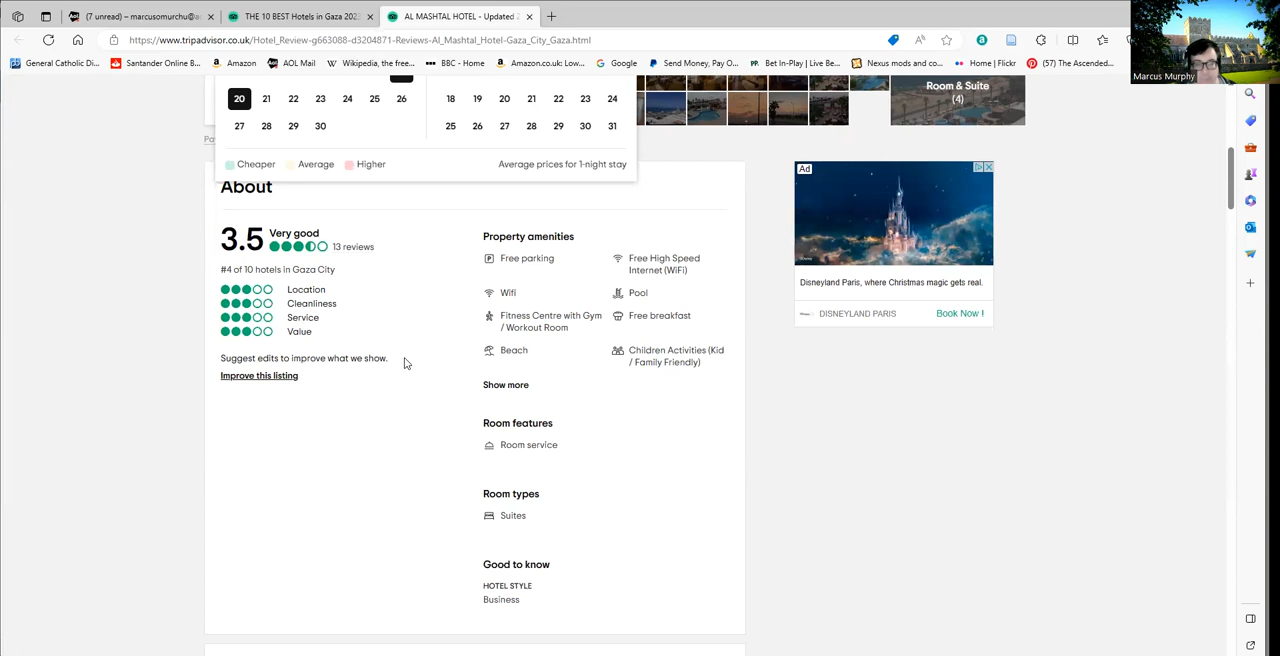 (7 unread) – marcusomurchu@a
THE 10 BEST Hotels in Gaza 2023
AL MASHTAL HOTEL - Updated 2
https://www.tripadvisor.co.uk/Hotel_Review-g663088-d3204871-Reviews-Al_Mashtal_Hotel-Gaza_City_Gaza.html
General Catholic Di...
Santander Online B...
Amazon
AOL Mail
Wikipedia, the free...
BBC - Home
Amazon.co.uk: Low...
Google
Send Money, Pay O...
Bet In-Play | Live Be...
Nexus mods and co...
Home | Flickr
(57) The Ascended...
Marcus Murphy
20 21 22 23 24 25 26
27 28 29 30
18 19 20 21 22 23 24
25 26 27 28 29 30 31
Room & Suite
(4)
Cheaper
Average
Higher
Average prices for 1-night stay
About
3.5
Very good
13 reviews
#4 of 10 hotels in Gaza City
Location
Cleanliness
Service
Value
Suggest edits to improve what we show.
Improve this listing
Property amenities
Free parking
Free High Speed
Internet (WiFi)
Wifi
Pool
Fitness Centre with Gym
/ Workout Room
Free breakfast
Beach
Children Activities (Kid
/ Family Friendly)
Show more
Room features
Room service
Room types
Suites
Good to know
HOTEL STYLE
Business
Ad
Disneyland Paris, where Christmas magic gets real.
DISNEYLAND PARIS
Book Now !